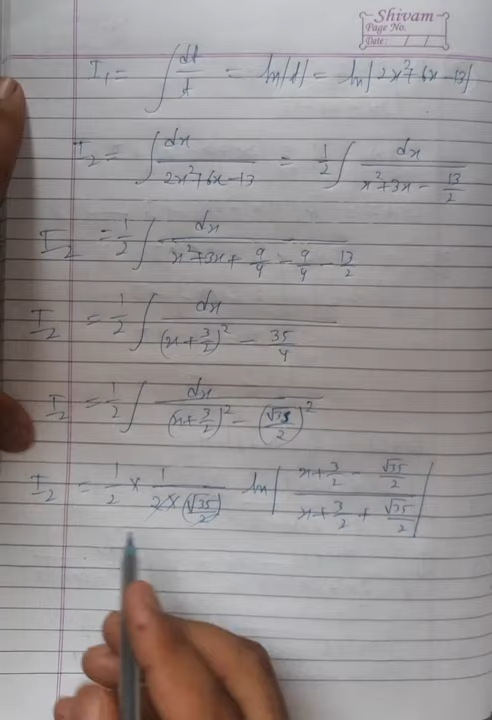 Shivam
Page No.
Date: / /
I₁ = ∫ dt/t = ln|t| = ln|2x²+6x-13|
I₂ = ∫ dx/(2x²+6x-13) = 1/2 ∫ dx/(x²+3x - 13/2)
I₂ = 1/2 ∫ dx/(x²+3x + 9/4 - 9/4 - 13/2)
I₂ = 1/2 ∫ dx/((x+3/2)² - 35/4)
I₂ = 1/2 ∫ dx/((x+3/2)² - (√35/2)²)
I₂ = 1/2 × 1/(2×(√35/2)) ln|(x+3/2 - √35/2)/(x+3/2 + √35/2)|